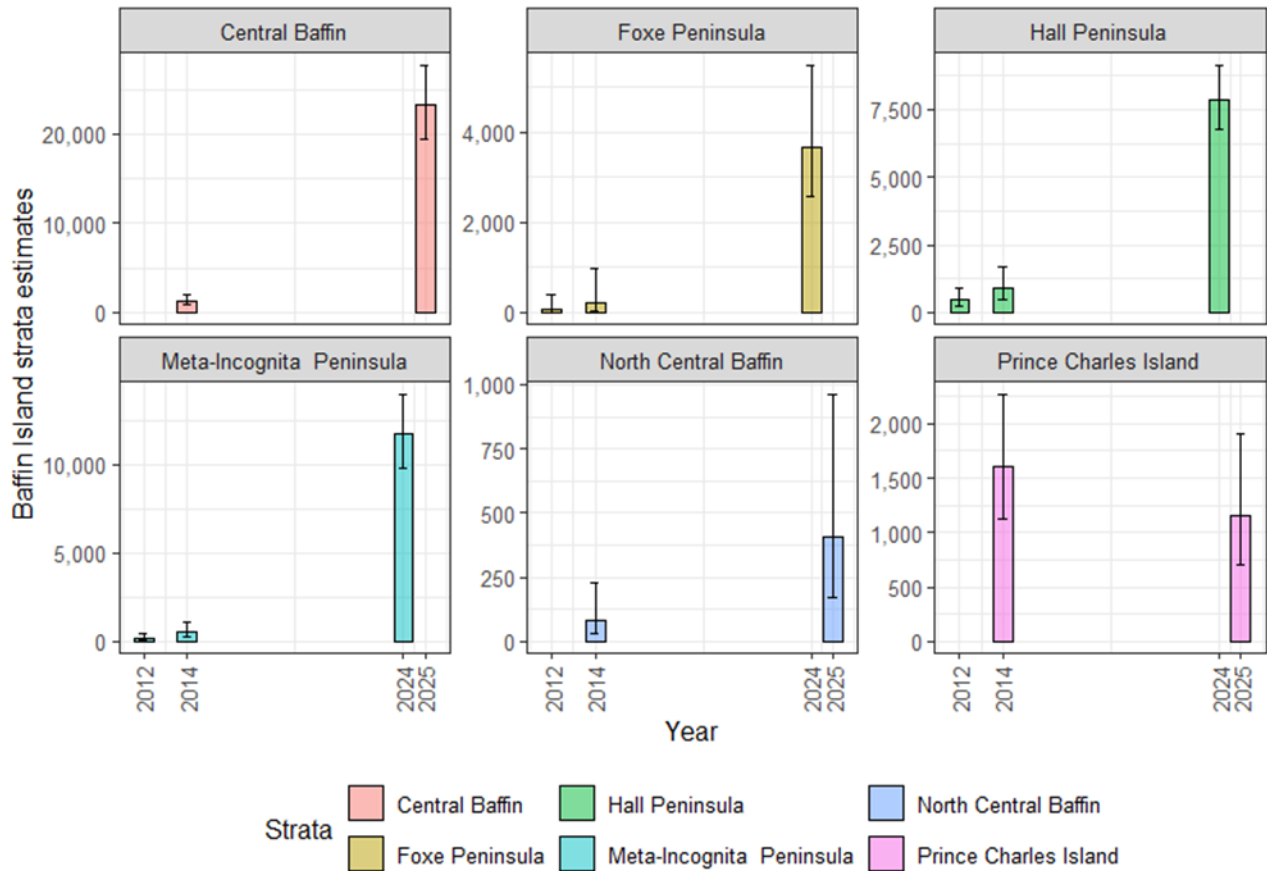 Central Baffin
Foxe Peninsula
Hall Peninsula
20,000
10,000
0
4,000
2,000
0
7,500
5,000
2,500
0
Baffin Island strata estimates
Meta-Incognita  Peninsula
North Central Baffin
Prince Charles Island
10,000
5,000
0
1,000
750
500
250
0
2,000
1,500
1,000
500
0
2012
2014
2024
2025
2012
2014
2024
2025
2012
2014
2024
2025
Year
Strata
Central Baffin
Hall Peninsula
North Central Baffin
Foxe Peninsula
Meta-Incognita  Peninsula
Prince Charles Island